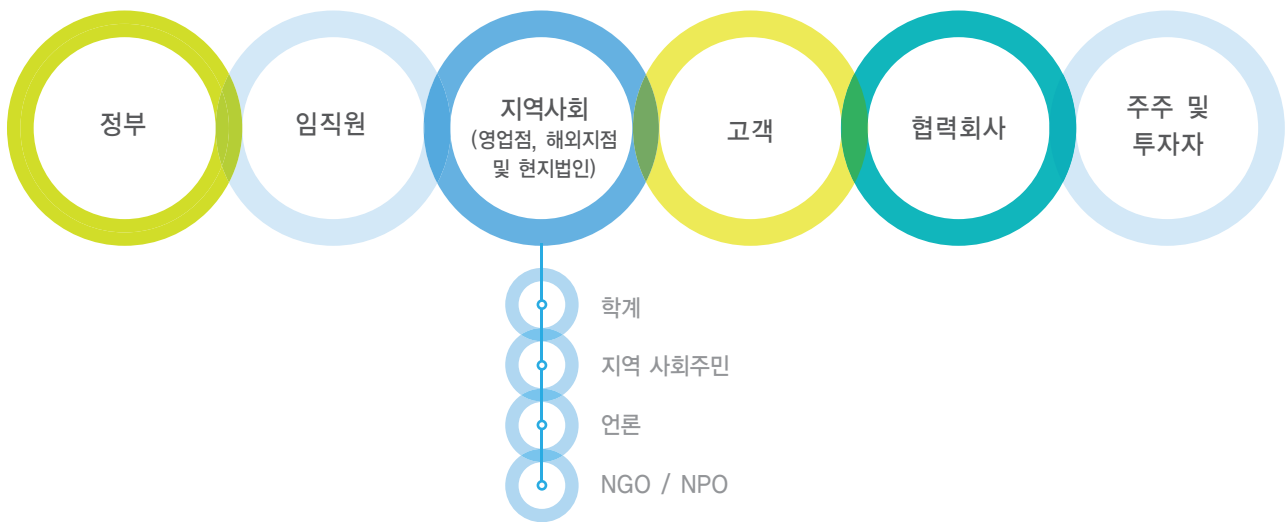 정부
임직원
지역사회
(영업점, 해외지점
및 현지법인)
고객
협력회사
주주 및
투자자
학계
지역 사회주민
언론
NGO / NPO